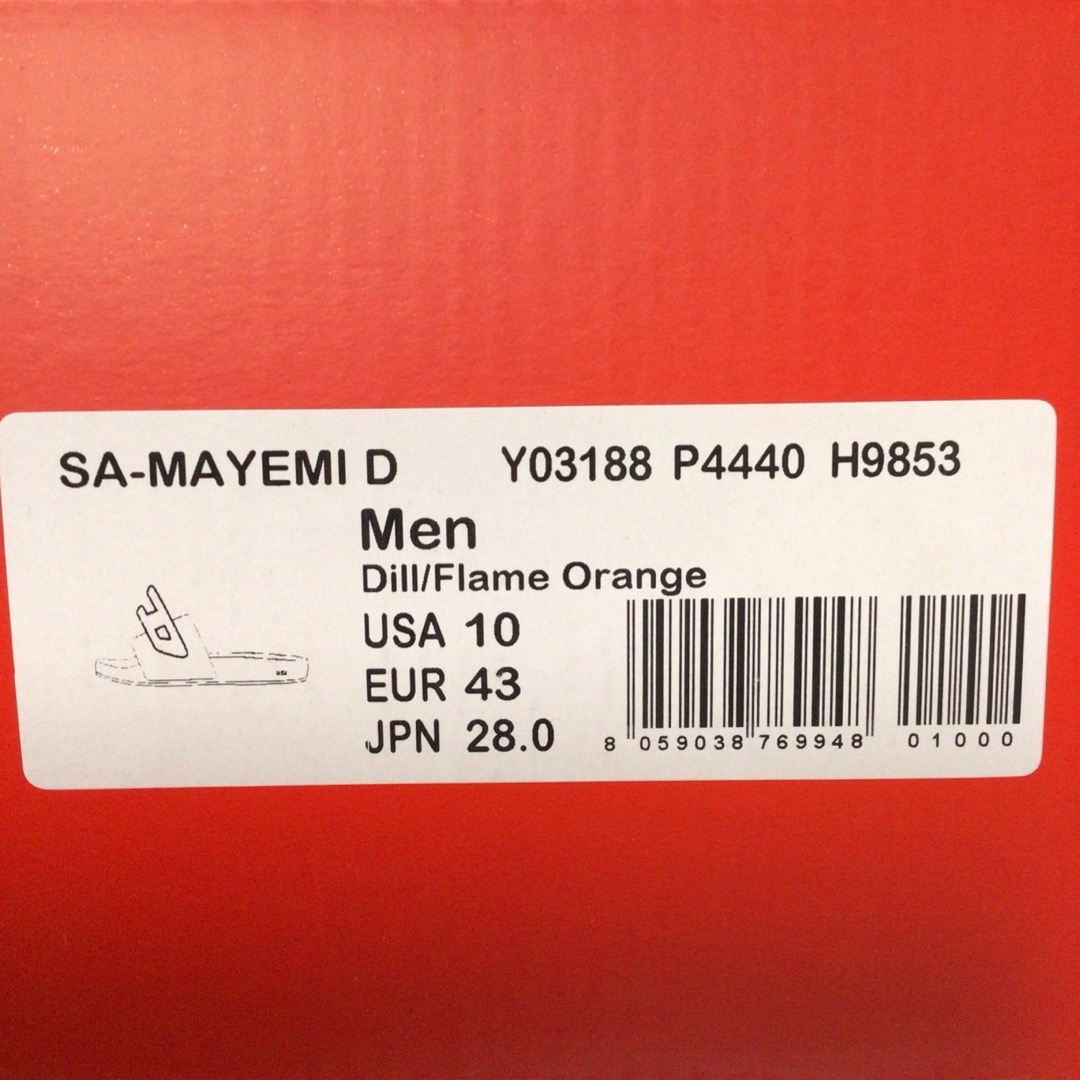 SA-MAYEMI D Y03188 P4440 H9853
Men
Dill/Flame Orange
USA 10
EUR 43
JPN 28.0
8 059038 769948 01000